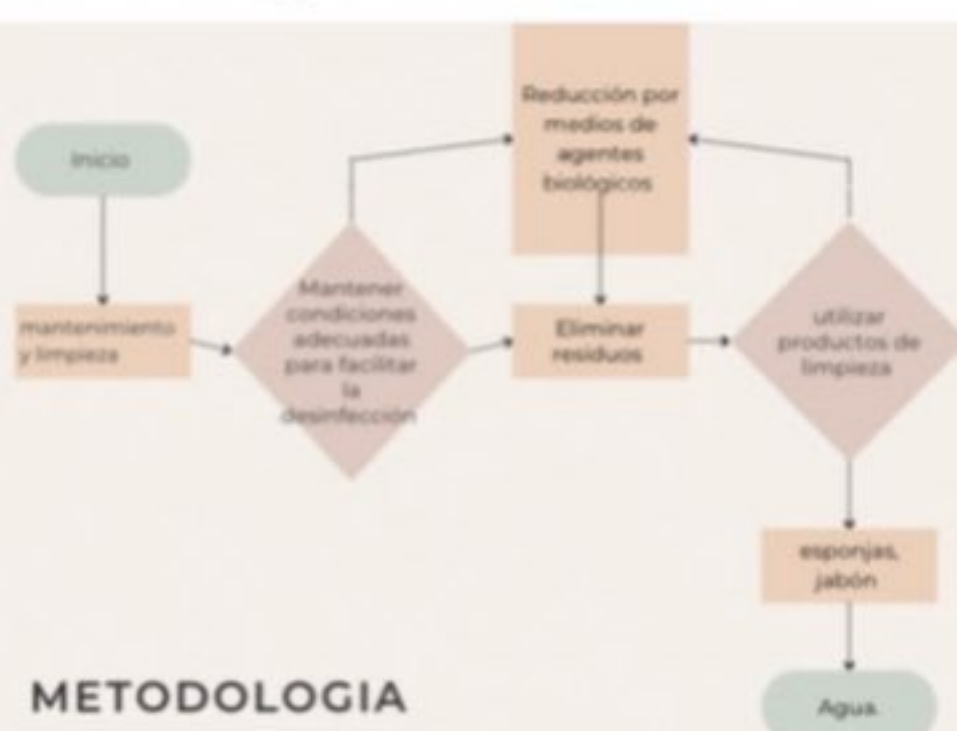 Inicio
mantenimiento
y limpieza
Mantener
condiciones
adecuadas
para facilitar
la
desinfección
Reducción por
medios de
agentes
biológicos
Eliminar
residuos
utilizar
productos de
limpieza
esponjas,
jabón
Agua.
METODOLOGIA